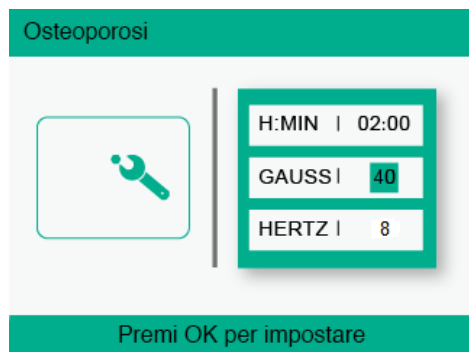 Osteoporosi
H:MIN | 02:00
GAUSS | 40
HERTZ | 8
Premi OK per impostare